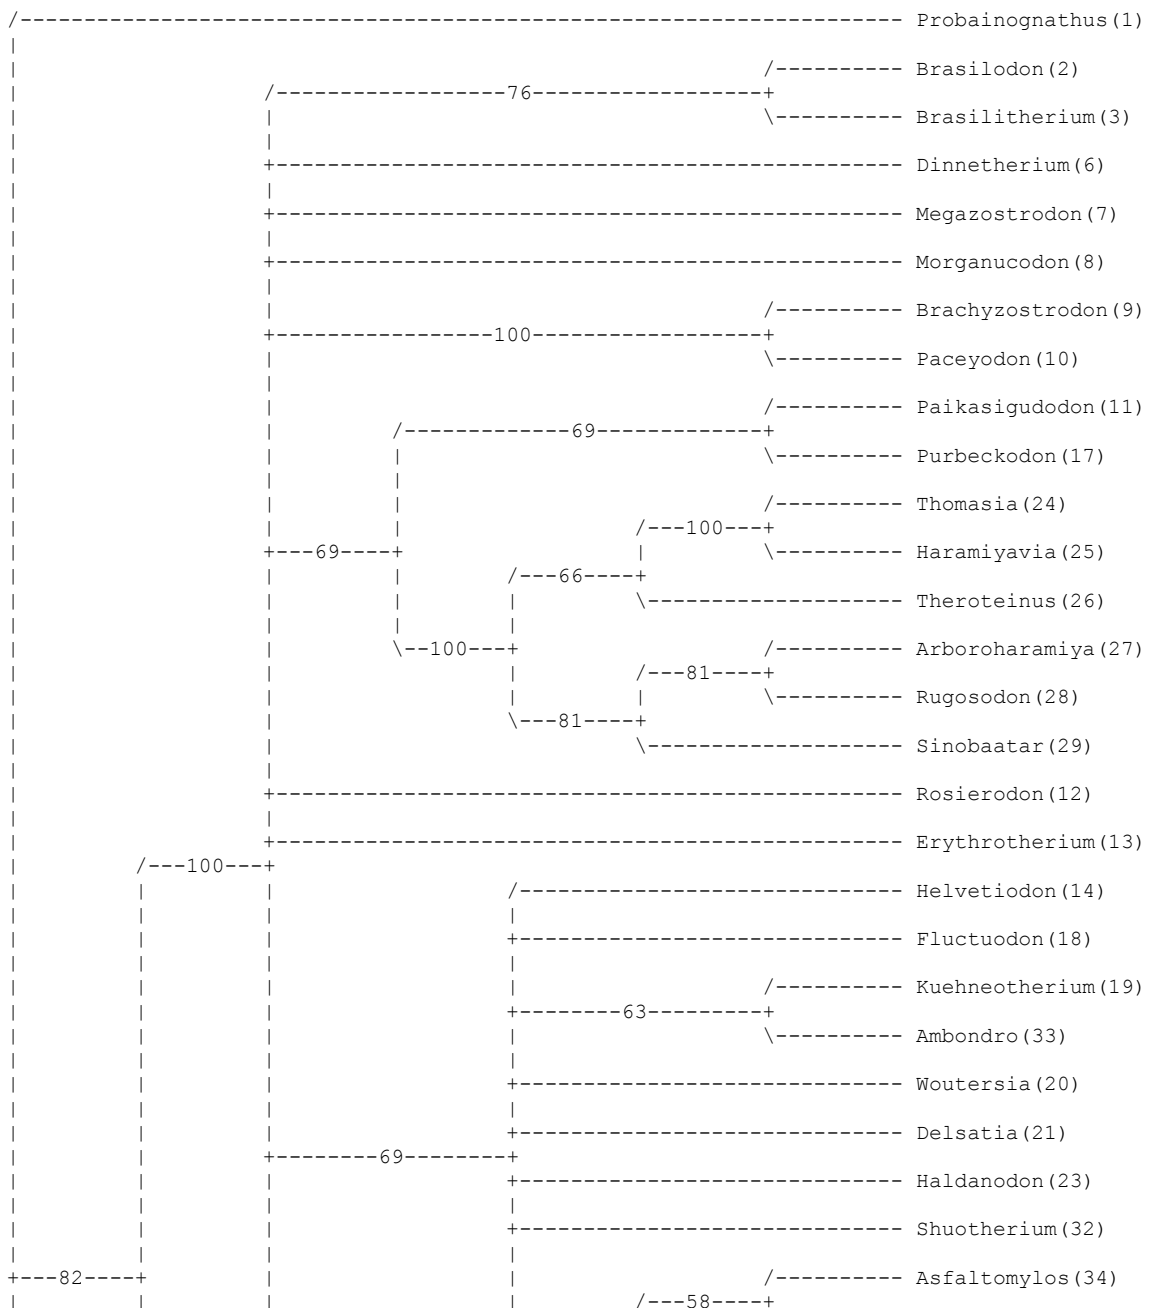 /--------------------------------------------------------------------- Probainognathus(1)
|
|                                                           /---------- Brasilodon(2)
|                   /------------------76------------------+
|                   |                                       \---------- Brasilitherium(3)
|                   |
|                   +-------------------------------------------------- Dinnetherium(6)
|                   |
|                   +-------------------------------------------------- Megazostrodon(7)
|                   |
|                   +-------------------------------------------------- Morganucodon(8)
|                   |
|                   |                                       /---------- Brachyzostrodon(9)
|                   +-----------------100------------------+
|                   |                                       \---------- Paceyodon(10)
|                   |
|                   |                                       /---------- Paikasigudodon(11)
|                   |         /-------------69-------------+
|                   |         |                             \---------- Purbeckodon(17)
|                   |         |
|                   |         |                             /---------- Thomasia(24)
|                   |         |                   /---100---+
|                   +---69----+                   |         \---------- Haramiyavia(25)
|                   |         |         /---66----+
|                   |         |         |         \-------------------- Theroteinus(26)
|                   |         |         |
|                   |         \--100---+                   /---------- Arboroharamiya(27)
|                   |                   |         /---81----+
|                   |                   |         |         \---------- Rugosodon(28)
|                   |                   \---81----+
|                   |                             \-------------------- Sinobaatar(29)
|                   |
|                   +-------------------------------------------------- Rosierodon(12)
|                   |
|                   +-------------------------------------------------- Erythrotherium(13)
|         /---100---+
|         |         |                   /------------------------------ Helvetiodon(14)
|         |         |                   |
|         |         |                   +------------------------------ Fluctuodon(18)
|         |         |                   |
|         |         |                   |                   /---------- Kuehneotherium(19)
|         |         |                   +--------63---------+
|         |         |                   |                   \---------- Ambondro(33)
|         |         |                   |
|         |         |                   +------------------------------ Woutersia(20)
|         |         |                   |
|         |         |                   +------------------------------ Delsatia(21)
|         |         +--------69---------+
|         |         |                   +------------------------------ Haldanodon(23)
|         |         |                   |
|         |         |                   +------------------------------ Shuotherium(32)
|         |         |                   |
+---82----+         |                   |                   /---------- Asfaltomylos(34)
|         |         |                   |         /---58----+